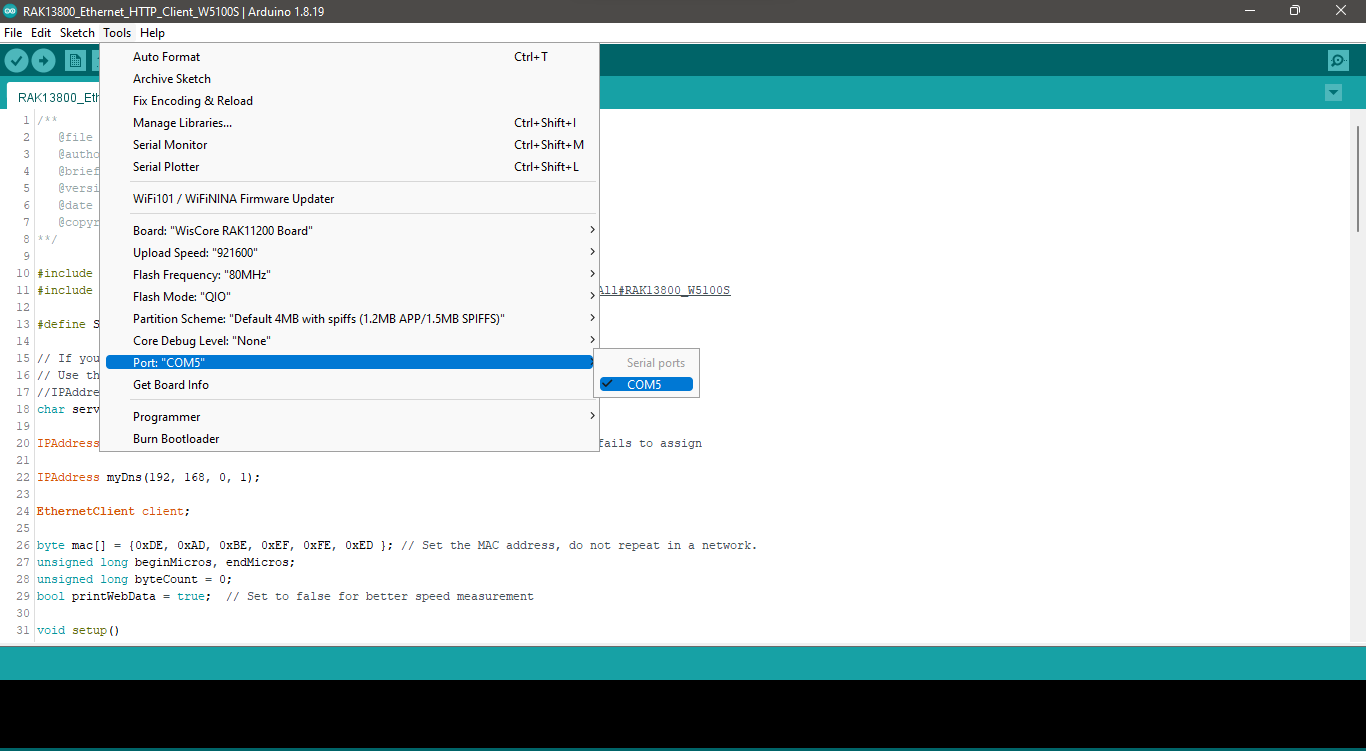 RAK13800_Ethernet_HTTP_Client_W5100S | Arduino 1.8.19
File Edit Sketch Tools Help
Auto Format Ctrl+T
Archive Sketch
Fix Encoding & Reload
Manage Libraries... Ctrl+Shift+I
Serial Monitor Ctrl+Shift+M
Serial Plotter Ctrl+Shift+L
WiFi101 / WiFiNINA Firmware Updater
Board: "WisCore RAK11200 Board"
Upload Speed: "921600"
Flash Frequency: "80MHz"
Flash Mode: "QIO"
Partition Scheme: "Default 4MB with spiffs (1.2MB APP/1.5MB SPIFFS)"
Core Debug Level: "None"
Port: "COM5"
Get Board Info
Programmer
Burn Bootloader
Serial ports
COM5
RAK13800_Eth
1 /**
2 @file
3 @autho
4 @brief
5 @versi
6 @date
7 @copyr
8 **/
9
10 #include
11 #include All#RAK13800_W5100S
12
13 #define S
14
15 // If you
16 // Use th
17 //IPAddre
18 char serv
19
20 IPAddress fails to assign
21
22 IPAddress myDns(192, 168, 0, 1);
23
24 EthernetClient client;
25
26 byte mac[] = {0xDE, 0xAD, 0xBE, 0xEF, 0xFE, 0xED }; // Set the MAC address, do not repeat in a network.
27 unsigned long beginMicros, endMicros;
28 unsigned long byteCount = 0;
29 bool printWebData = true; // Set to false for better speed measurement
30
31 void setup()